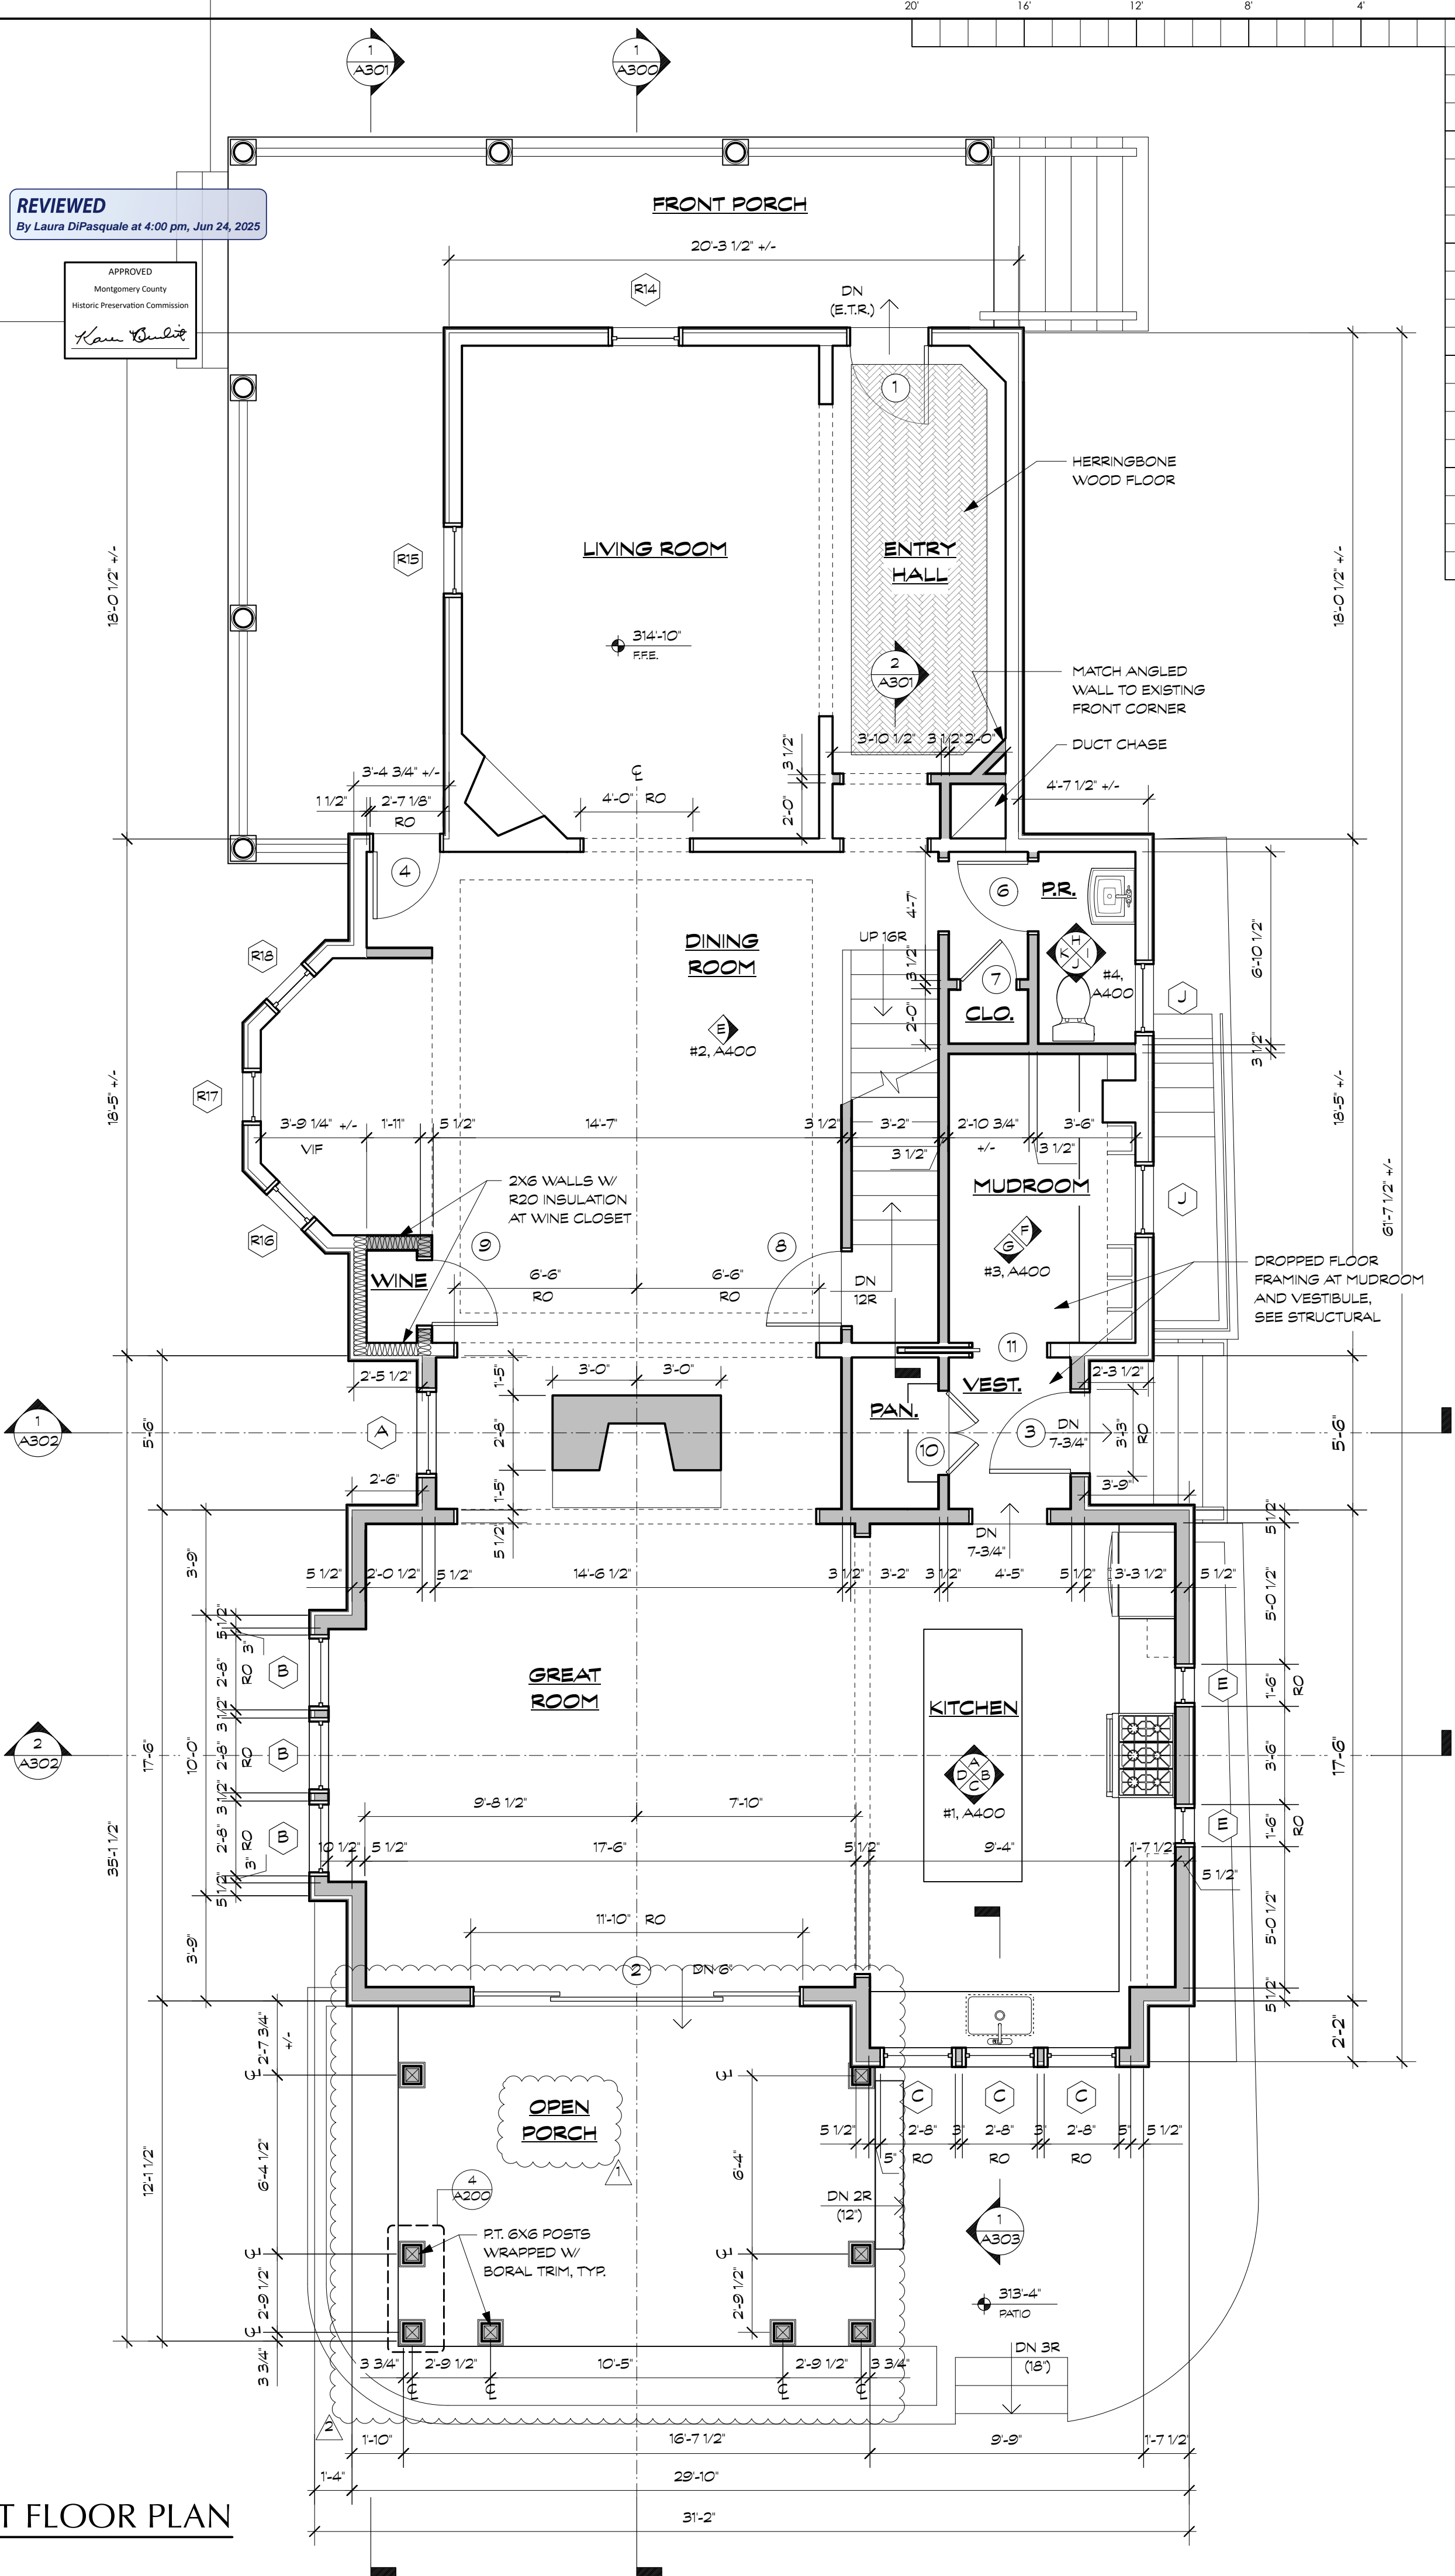 20'
16'
12'
8'
4'
1
A301
1
A300
REVIEWED
By Laura DiPasquale at 4:00 pm, Jun 24, 2025
APPROVED
Montgomery County
Historic Preservation Commission
FRONT PORCH
20'-3 1/2" +/-
R14
DN
(E.T.R.)
1
HERRINGBONE
WOOD FLOOR
R15
LIVING ROOM
ENTRY
HALL
18'-0 1/2" +/-
18'-0 1/2" +/-
314'-10"
F.F.E.
2
A301
MATCH ANGLED
WALL TO EXISTING
FRONT CORNER
3'-10 1/2"
3 1/2"
2'-0"
DUCT CHASE
3 1/2"
2'-0"
3'-4 3/4" +/-
4'-7 1/2" +/-
1 1/2"
2'-7 1/8"
RO
℄
4'-0" RO
4
6
P.R.
4'-7"
UP 16R
DINING
ROOM
R18
H
K
I
J
#4,
A400
6'-10 1/2"
3 1/2"
7
CLO.
2'-0"
J
E
#2, A400
3 1/2"
R17
18'-5" +/-
18'-5" +/-
3'-9 1/4" +/-
VIF
1'-11"
5 1/2"
14'-7"
3 1/2"
3'-2"
3 1/2"
2'-10 3/4"
+/-
3 1/2"
3'-6"
61'-7 1/2" +/-
2X6 WALLS W/
R20 INSULATION
AT WINE CLOSET
MUDROOM
J
R16
F
G
#3, A400
9
8
WINE
6'-6"
RO
6'-6"
RO
DN
12R
DROPPED FLOOR
FRAMING AT MUDROOM
AND VESTIBULE,
SEE STRUCTURAL
11
2'-5 1/2"
3'-0"
3'-0"
1'-5"
2'-8"
1'-5"
5 1/2"
VEST.
PAN.
2'-3 1/2"
1
A302
A
5'-6"
5'-6"
10
3
DN
7-3/4"
3'-3"
RO
2'-6"
3'-9"
DN
7-3/4"
5 1/2"
2'-0 1/2"
5 1/2"
14'-6 1/2"
3 1/2"
3'-2"
3 1/2"
4'-5"
5 1/2"
3'-3 1/2"
5 1/2"
3'-9"
5 1/2"
3"
2'-8"
RO
3 1/2"
2'-8"
RO
3 1/2"
2'-8"
RO
3"
5 1/2"
B
B
B
GREAT
ROOM
KITCHEN
5 1/2"
5'-0 1/2"
E
1'-6"
RO
3'-6"
E
1'-6"
RO
5'-0 1/2"
5 1/2"
2
A302
17'-6"
10'-0"
17'-6"
A
D
B
C
#1, A400
9'-8 1/2"
7'-10"
35'-1 1/2"
10 1/2"
5 1/2"
17'-6"
5 1/2"
9'-4"
1'-7 1/2"
5 1/2"
3'-9"
11'-10" RO
2
DN 6"
2'-2"
2'-7 3/4"
+/-
℄
℄
OPEN
PORCH
1
C
C
C
5 1/2"
5"
2'-8"
RO
3"
2'-8"
RO
3"
2'-8"
RO
5"
5 1/2"
12'-1 1/2"
6'-4 1/2"
6'-4"
4
A200
DN 2R
(12")
1
A303
P.T. 6X6 POSTS
WRAPPED W/
BORAL TRIM, TYP.
℄
℄
2'-9 1/2"
2'-9 1/2"
313'-4"
PATIO
℄
3 3/4"
DN 3R
(18")
3 3/4"
2'-9 1/2"
10'-5"
2'-9 1/2"
3 3/4"
℄
℄
℄
℄
2
1'-10"
16'-7 1/2"
9'-9"
1'-7 1/2"
1'-4"
29'-10"
31'-2"
T FLOOR PLAN